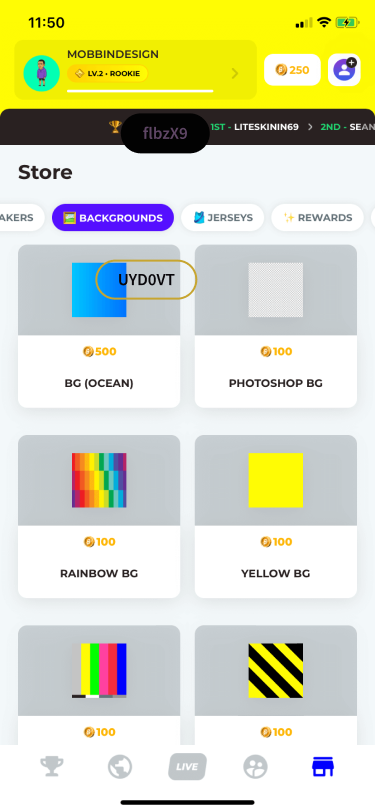 11:50
MOBBINDESIGN
LV.2 • ROOKIE
250
flbzX9
1ST - LITESKININ69 > 2ND - SEAN
Store
AKERS
BACKGROUNDS
JERSEYS
REWARDS
UYD0VT
500
100
BG (OCEAN)
PHOTOSHOP BG
100
100
RAINBOW BG
YELLOW BG
100
100
LIVE